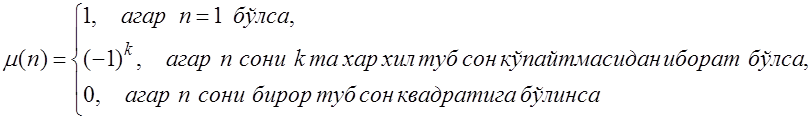 1, агар n = 1 бўлса,
μ(n) = (−1)^k, агар n сони k та хар хил туб сон кўпайтмасидан иборат бўлса,
0, агар n сони бирор туб сон квадратига бўлинса